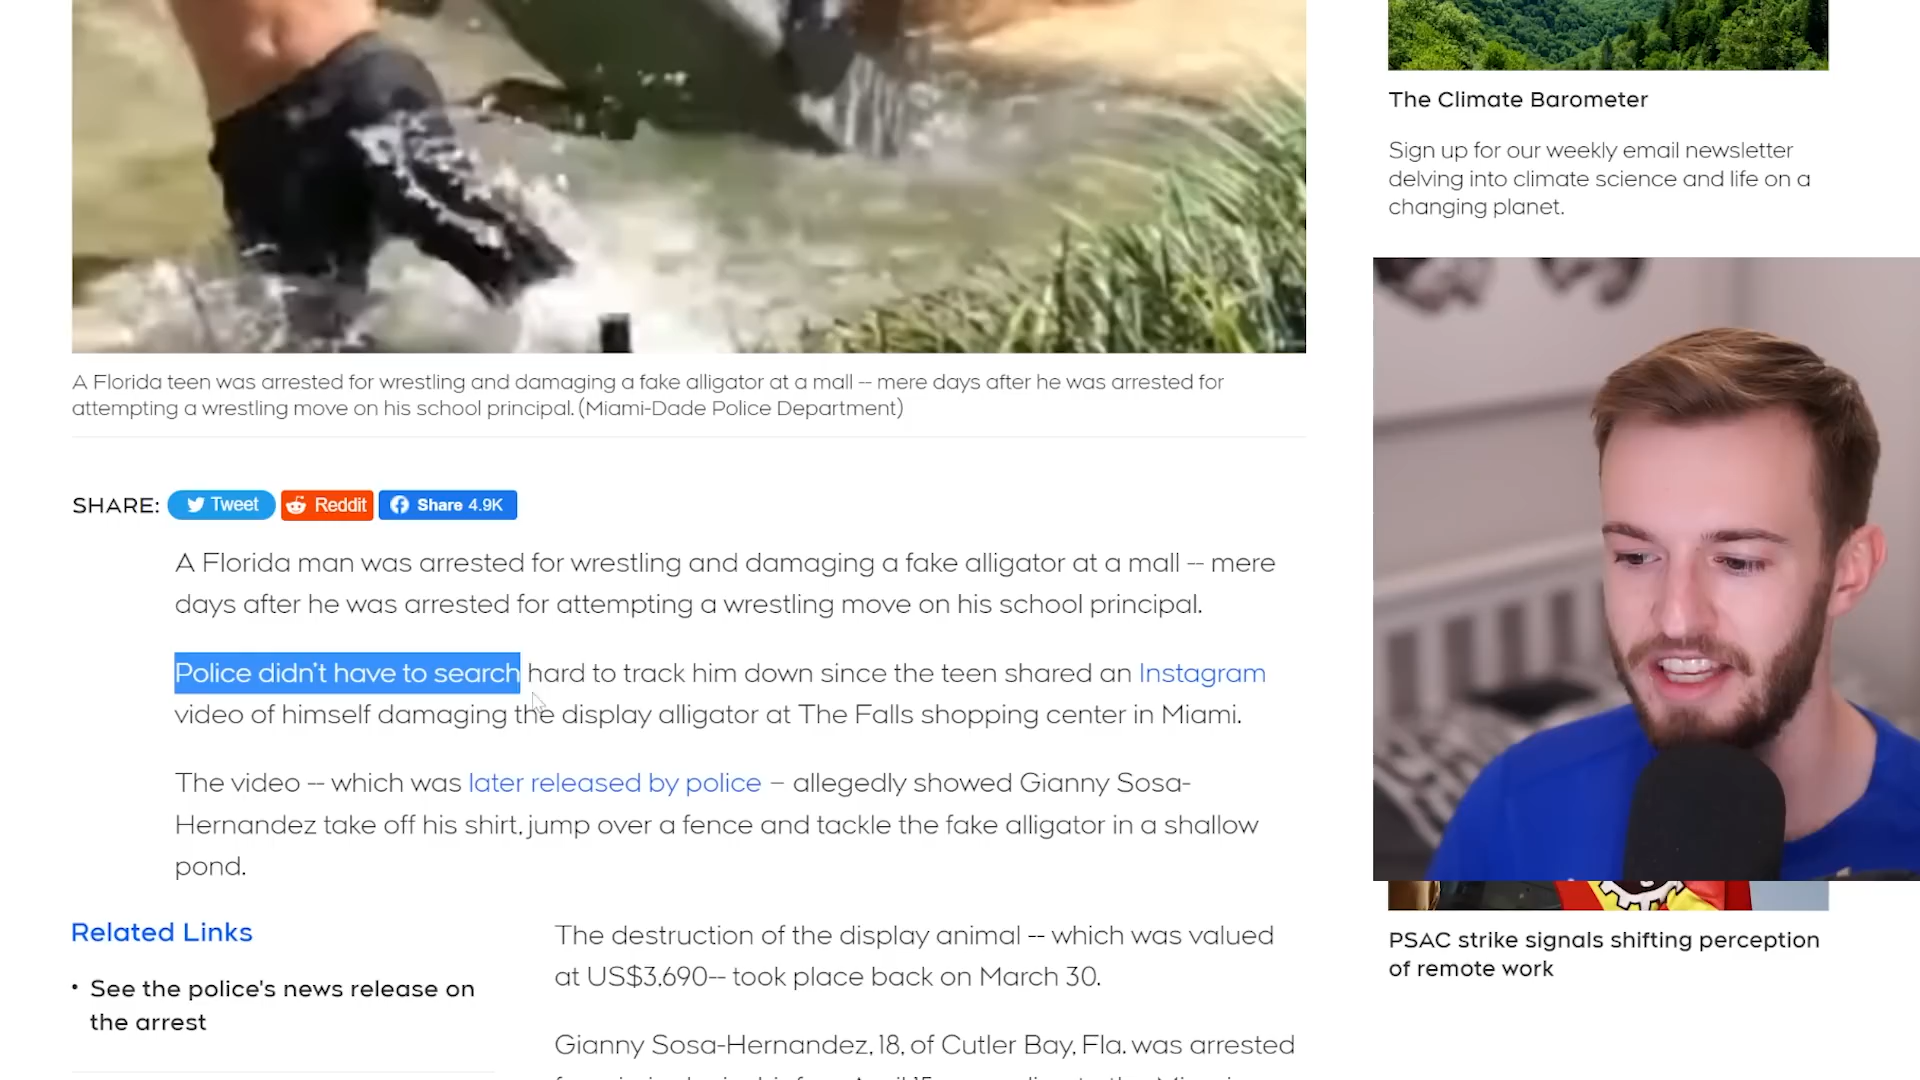 The Climate Barometer
Sign up for our weekly email newsletter
delving into climate science and life on a
changing planet.
A Florida teen was arrested for wrestling and damaging a fake alligator at a mall -- mere days after he was arrested for
attempting a wrestling move on his school principal. (Miami-Dade Police Department)
SHARE: Tweet Reddit Share 4.9K
A Florida man was arrested for wrestling and damaging a fake alligator at a mall -- mere
days after he was arrested for attempting a wrestling move on his school principal.
Police didn't have to search hard to track him down since the teen shared an Instagram
video of himself damaging the display alligator at The Falls shopping center in Miami.
The video -- which was later released by police – allegedly showed Gianny Sosa-
Hernandez take off his shirt, jump over a fence and tackle the fake alligator in a shallow
pond.
Related Links
• See the police's news release on
the arrest
The destruction of the display animal -- which was valued
at US$3,690-- took place back on March 30.
Gianny Sosa-Hernandez, 18, of Cutler Bay, Fla. was arrested
PSAC strike signals shifting perception
of remote work